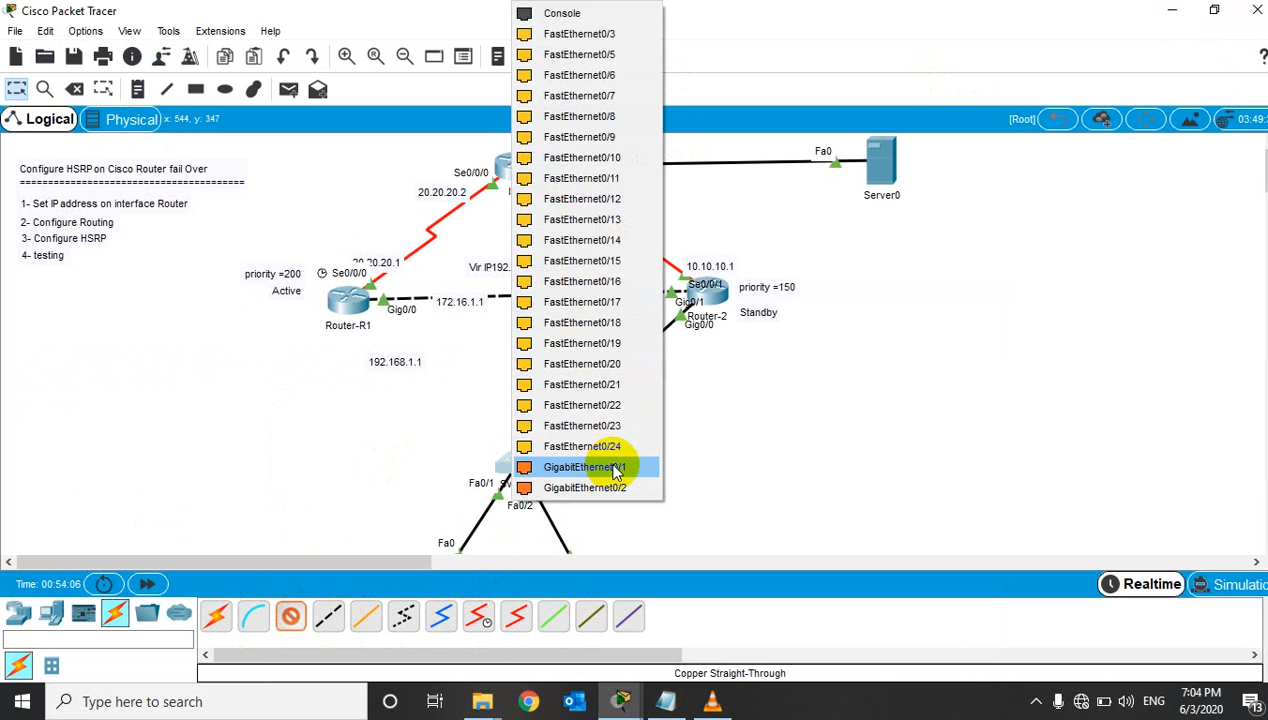 Cisco Packet Tracer
File Edit Options View Tools Extensions Help
Logical
Physical
x: 544, y: 347
[Root]
Configure HSRP on Cisco Router fail Over
==========================================
1- Set IP address on interface Router
2- Configure Routing
3- Configure HSRP
4- testing
Console
FastEthernet0/3
FastEthernet0/5
FastEthernet0/6
FastEthernet0/7
FastEthernet0/8
FastEthernet0/9
FastEthernet0/10
FastEthernet0/11
FastEthernet0/12
FastEthernet0/13
FastEthernet0/14
FastEthernet0/15
FastEthernet0/16
FastEthernet0/17
FastEthernet0/18
FastEthernet0/19
FastEthernet0/20
FastEthernet0/21
FastEthernet0/22
FastEthernet0/23
FastEthernet0/24
GigabitEthernet0/1
GigabitEthernet0/2
Fa0
Server0
Se0/0/0
20.20.20.2
20.20.20.1
priority =200
Active
Se0/0/0
Vir IP192.
172.16.1.1
Gig0/0
Router-R1
192.168.1.1
10.10.10.1
Se0/0/1
priority =150
Gig0/1
Router-2
Gig0/0
Standby
Fa0/1
Fa0/2
Fa0
Time: 00:54:06
Realtime
Copper Straight-Through
Type here to search
ENG
7:04 PM
6/3/2020
13